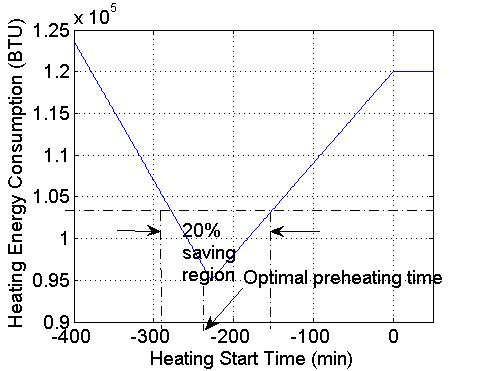 x 10^5
1.25
1.2
1.15
1.1
1.05
1
0.95
0.9
Heating Energy Consumption (BTU)
20%
saving
region
Optimal preheating time
-400 -300 -200 -100 0
Heating Start Time (min)